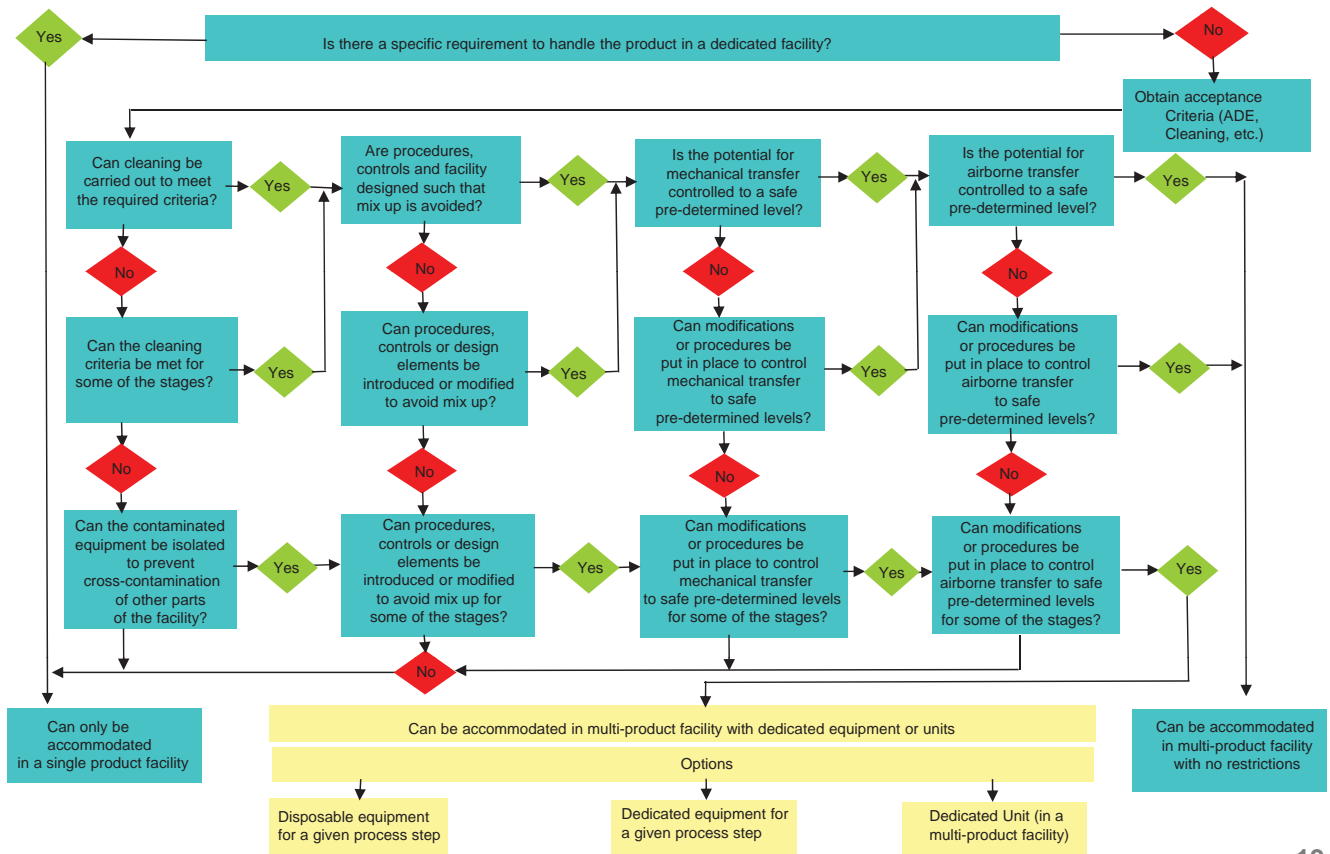 Yes
Is there a specific requirement to handle the product in a dedicated facility?
No
Obtain acceptance
Criteria (ADE,
Cleaning, etc.)
Can cleaning be
carried out to meet
the required criteria?
Yes
Are procedures,
controls and facility
designed such that
mix up is avoided?
Yes
Is the potential for
mechanical transfer
controlled to a safe
pre-determined level?
Yes
Is the potential for
airborne transfer
controlled to a safe
pre-determined level?
Yes
No
No
No
No
Can the cleaning
criteria be met for
some of the stages?
Yes
Can procedures,
controls or design
elements be
introduced or modified
to avoid mix up?
Yes
Can modifications
or procedures be
put in place to control
mechanical transfer
to safe
pre-determined levels?
Yes
Can modifications
or procedures be
put in place to control
airborne transfer
to safe
pre-determined levels?
Yes
No
No
No
No
Can the contaminated
equipment be isolated
to prevent
cross-contamination
of other parts
of the facility?
Yes
Can procedures,
controls or design
elements be
introduced or modified
to avoid mix up for
some of the stages?
Yes
Can modifications
or procedures be
put in place to control
mechanical transfer
to safe pre-determined levels
for some of the stages?
Yes
Can modifications
or procedures be
put in place to control
airborne transfer to safe
pre-determined levels
for some of the stages?
Yes
No
Can only be
accommodated
in a single product facility
Can be accommodated in multi-product facility with dedicated equipment or units
Can be accommodated
in multi-product facility
with no restrictions
Options
Disposable equipment
for a given process step
Dedicated equipment for
a given process step
Dedicated Unit (in a
multi-product facility)